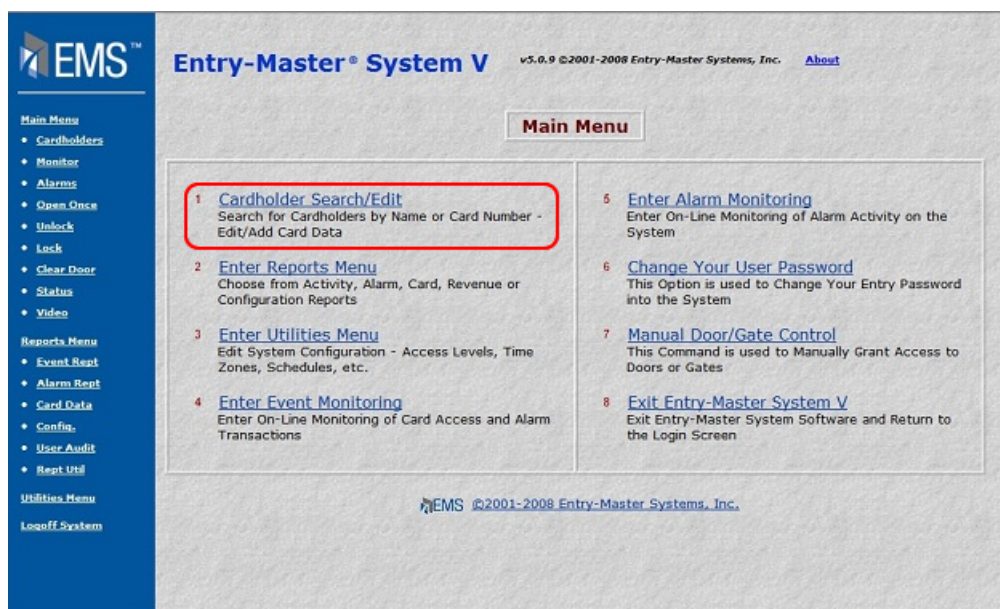 EMS™
Entry-Master® System V
v5.0.9 ©2001-2008 Entry-Master Systems, Inc.
About
Main Menu
Cardholders
Monitor
Alarms
Open Once
Unlock
Lock
Clear Door
Status
Video
Reports Menu
Event Rept
Alarm Rept
Card Data
Config.
User Audit
Rept Util
Utilities Menu
Logoff System
Main Menu
1 Cardholder Search/Edit
Search for Cardholders by Name or Card Number -
Edit/Add Card Data
2 Enter Reports Menu
Choose from Activity, Alarm, Card, Revenue or
Configuration Reports
3 Enter Utilities Menu
Edit System Configuration - Access Levels, Time
Zones, Schedules, etc.
4 Enter Event Monitoring
Enter On-Line Monitoring of Card Access and Alarm
Transactions
5 Enter Alarm Monitoring
Enter On-Line Monitoring of Alarm Activity on the
System
6 Change Your User Password
This Option is used to Change Your Entry Password
into the System
7 Manual Door/Gate Control
This Command is used to Manually Grant Access to
Doors or Gates
8 Exit Entry-Master System V
Exit Entry-Master System Software and Return to
the Login Screen
EMS ©2001-2008 Entry-Master Systems, Inc.